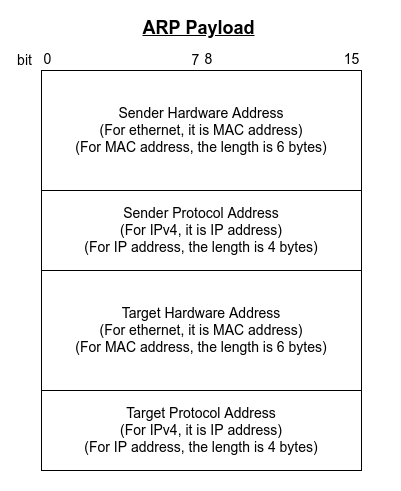 ARP Payload
bit 0 7 8 15
Sender Hardware Address
(For ethernet, it is MAC address)
(For MAC address, the length is 6 bytes)
Sender Protocol Address
(For IPv4, it is IP address)
(For IP address, the length is 4 bytes)
Target Hardware Address
(For ethernet, it is MAC address)
(For MAC address, the length is 6 bytes)
Target Protocol Address
(For IPv4, it is IP address)
(For IP address, the length is 4 bytes)